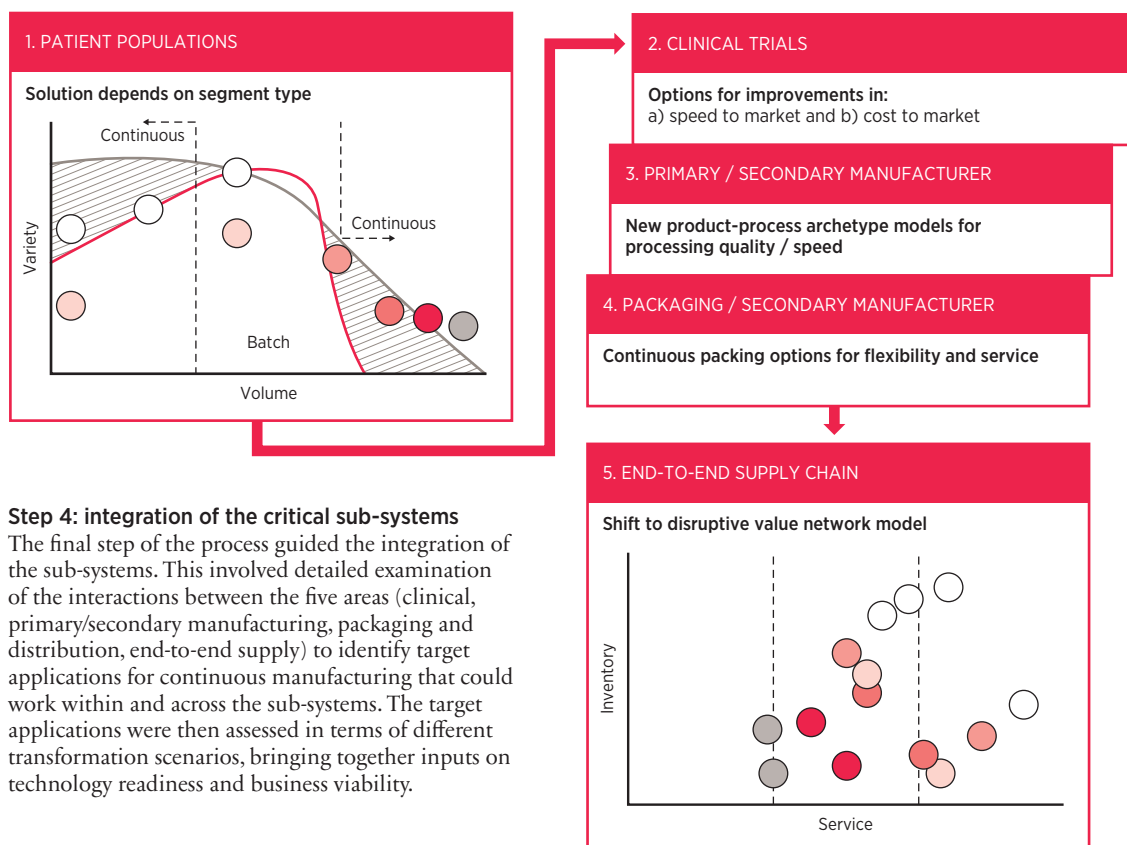 1. PATIENT POPULATIONS
Solution depends on segment type
Continuous
Continuous
Variety
Batch
Volume
2. CLINICAL TRIALS
Options for improvements in:
a) speed to market and b) cost to market
3. PRIMARY / SECONDARY MANUFACTURER
New product-process archetype models for
processing quality / speed
4. PACKAGING / SECONDARY MANUFACTURER
Continuous packing options for flexibility and service
5. END-TO-END SUPPLY CHAIN
Shift to disruptive value network model
Inventory
Service
Step 4: integration of the critical sub-systems
The final step of the process guided the integration of
the sub-systems. This involved detailed examination
of the interactions between the five areas (clinical,
primary/secondary manufacturing, packaging and
distribution, end-to-end supply) to identify target
applications for continuous manufacturing that could
work within and across the sub-systems. The target
applications were then assessed in terms of different
transformation scenarios, bringing together inputs on
technology readiness and business viability.